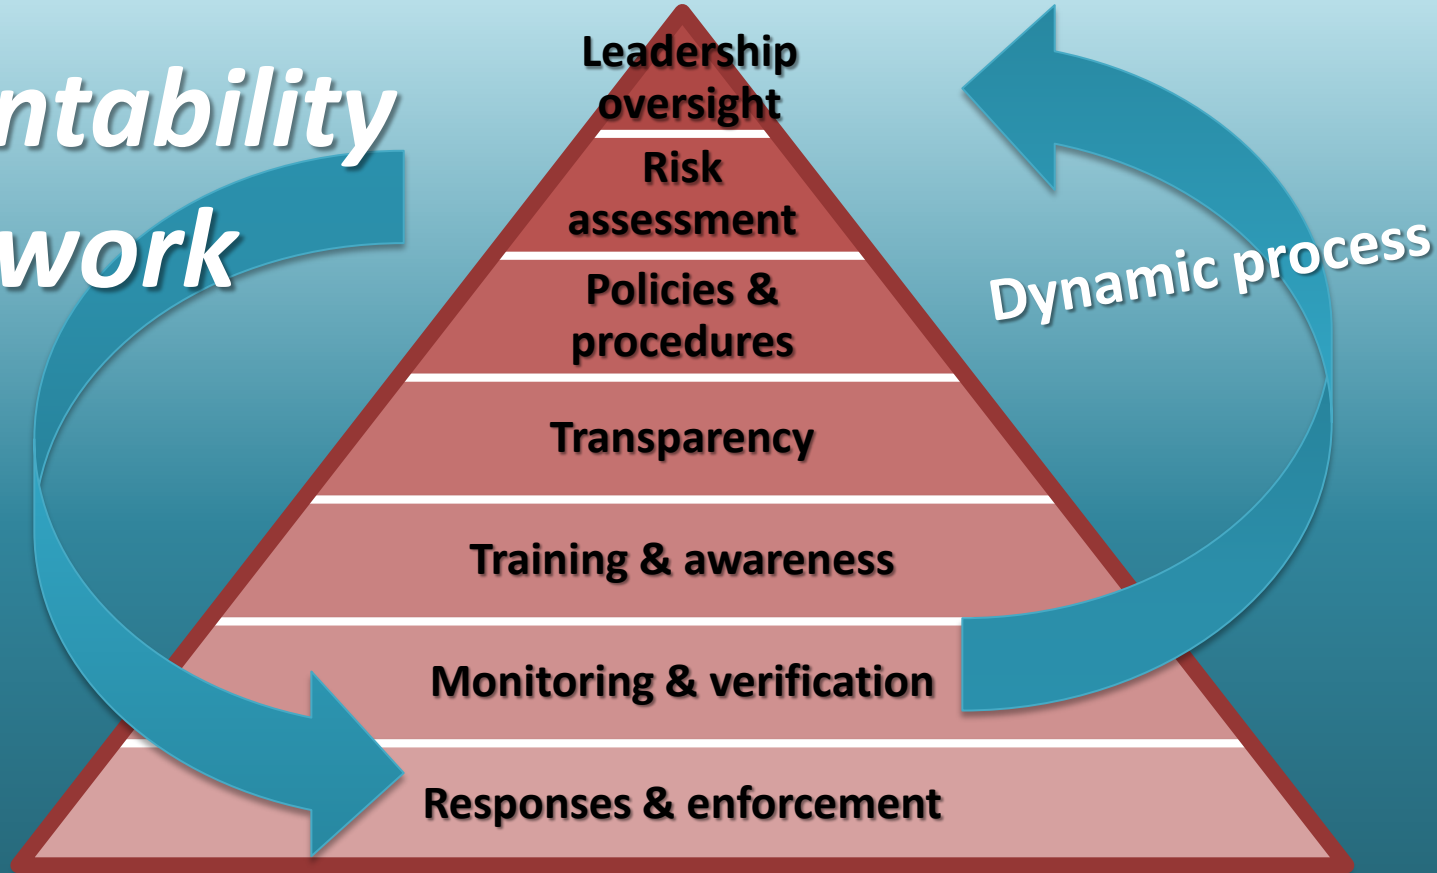 ntability
work
Leadership
oversight
Risk
assessment
Policies &
procedures
Transparency
Training & awareness
Monitoring & verification
Responses & enforcement
Dynamic process